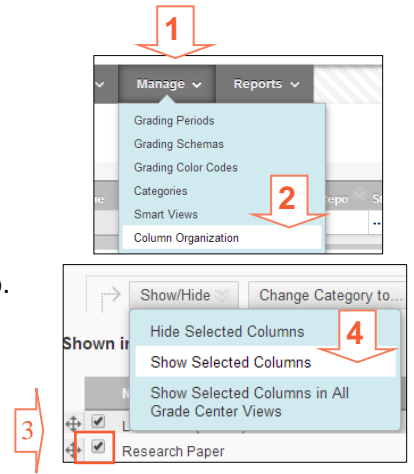 1
Manage Reports
Grading Periods
Grading Schemas
Grading Color Codes
Categories
Smart Views
2
Column Organization
Show/Hide Change Category to...
Hide Selected Columns
4
Shown in
Show Selected Columns
Show Selected Columns in All
Grade Center Views
3
Research Paper